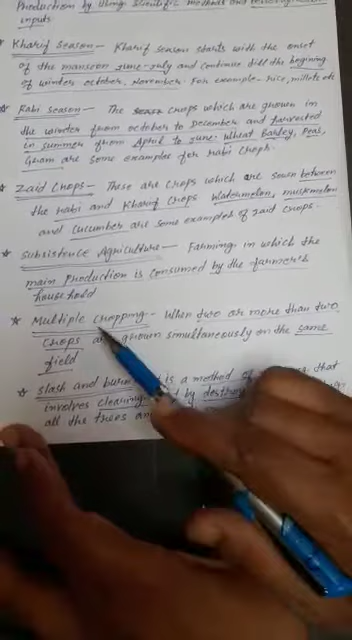 Production by using scientific methods and
inputs
Kharif Season - Kharif season starts with the onset
of the monsoon june-july and continue till the begining
of winter october, November. For example - rice, millets etc
★ Rabi Season - The crops which are grown in
the winter from october to December and harvested
in summer from April to june. Wheat Barley, Peas,
Gram are some examples for rabi crops.
★ Zaid Crops - These are crops which are sown between
the rabi and kharif crops Watermelon, muskmelon
and Cucumber are some examples of zaid crops.
★ Subsistence Agriculture - Farming in which the
main production is consumed by the farmer's
household
★ Multiple Cropping - When two or more than two
crops are grown simultaneously on the same
field
★ Slash and burn is a method of that
involves clearing by
all the trees